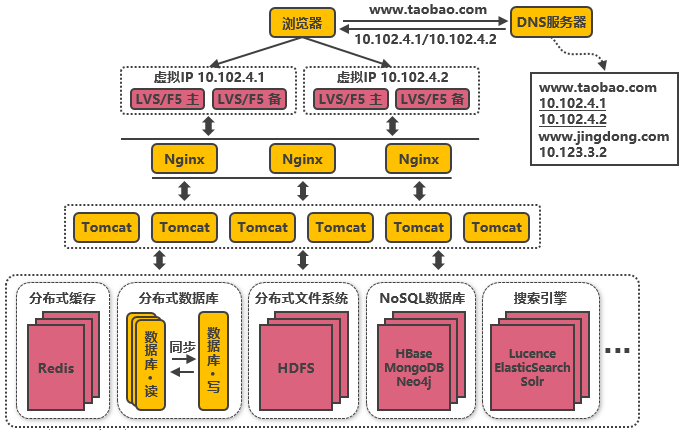 浏览器
www.taobao.com
10.102.4.1/10.102.4.2
DNS服务器
www.taobao.com
10.102.4.1
10.102.4.2
www.jingdong.com
10.123.3.2
虚拟IP 10.102.4.1
LVS/F5 主
LVS/F5 备
虚拟IP 10.102.4.2
LVS/F5 主
LVS/F5 备
Nginx
Nginx
Nginx
Tomcat
Tomcat
Tomcat
Tomcat
Tomcat
Tomcat
分布式缓存
Redis
分布式数据库
数据库·读
同步
数据库·写
分布式文件系统
HDFS
NoSQL数据库
HBase
MongoDB
Neo4j
搜索引擎
Lucence
ElasticSearch
Solr
...